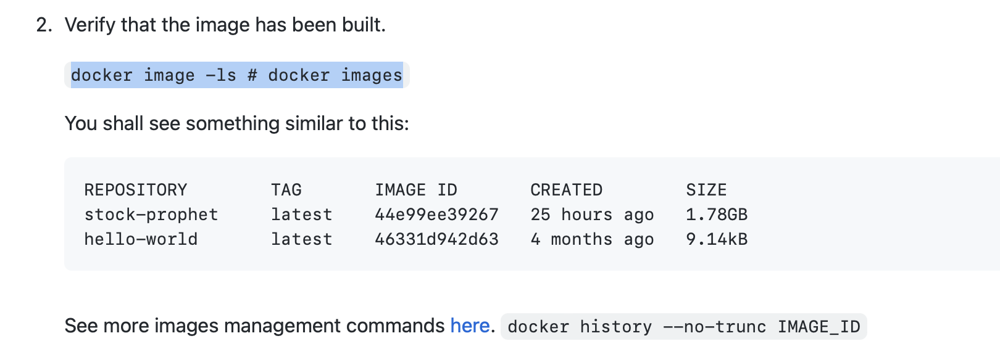 2. Verify that the image has been built.
docker image -ls # docker images
You shall see something similar to this:
REPOSITORY TAG IMAGE ID CREATED SIZE
stock-prophet latest 44e99ee39267 25 hours ago 1.78GB
hello-world latest 46331d942d63 4 months ago 9.14kB
See more images management commands here. docker history --no-trunc IMAGE_ID